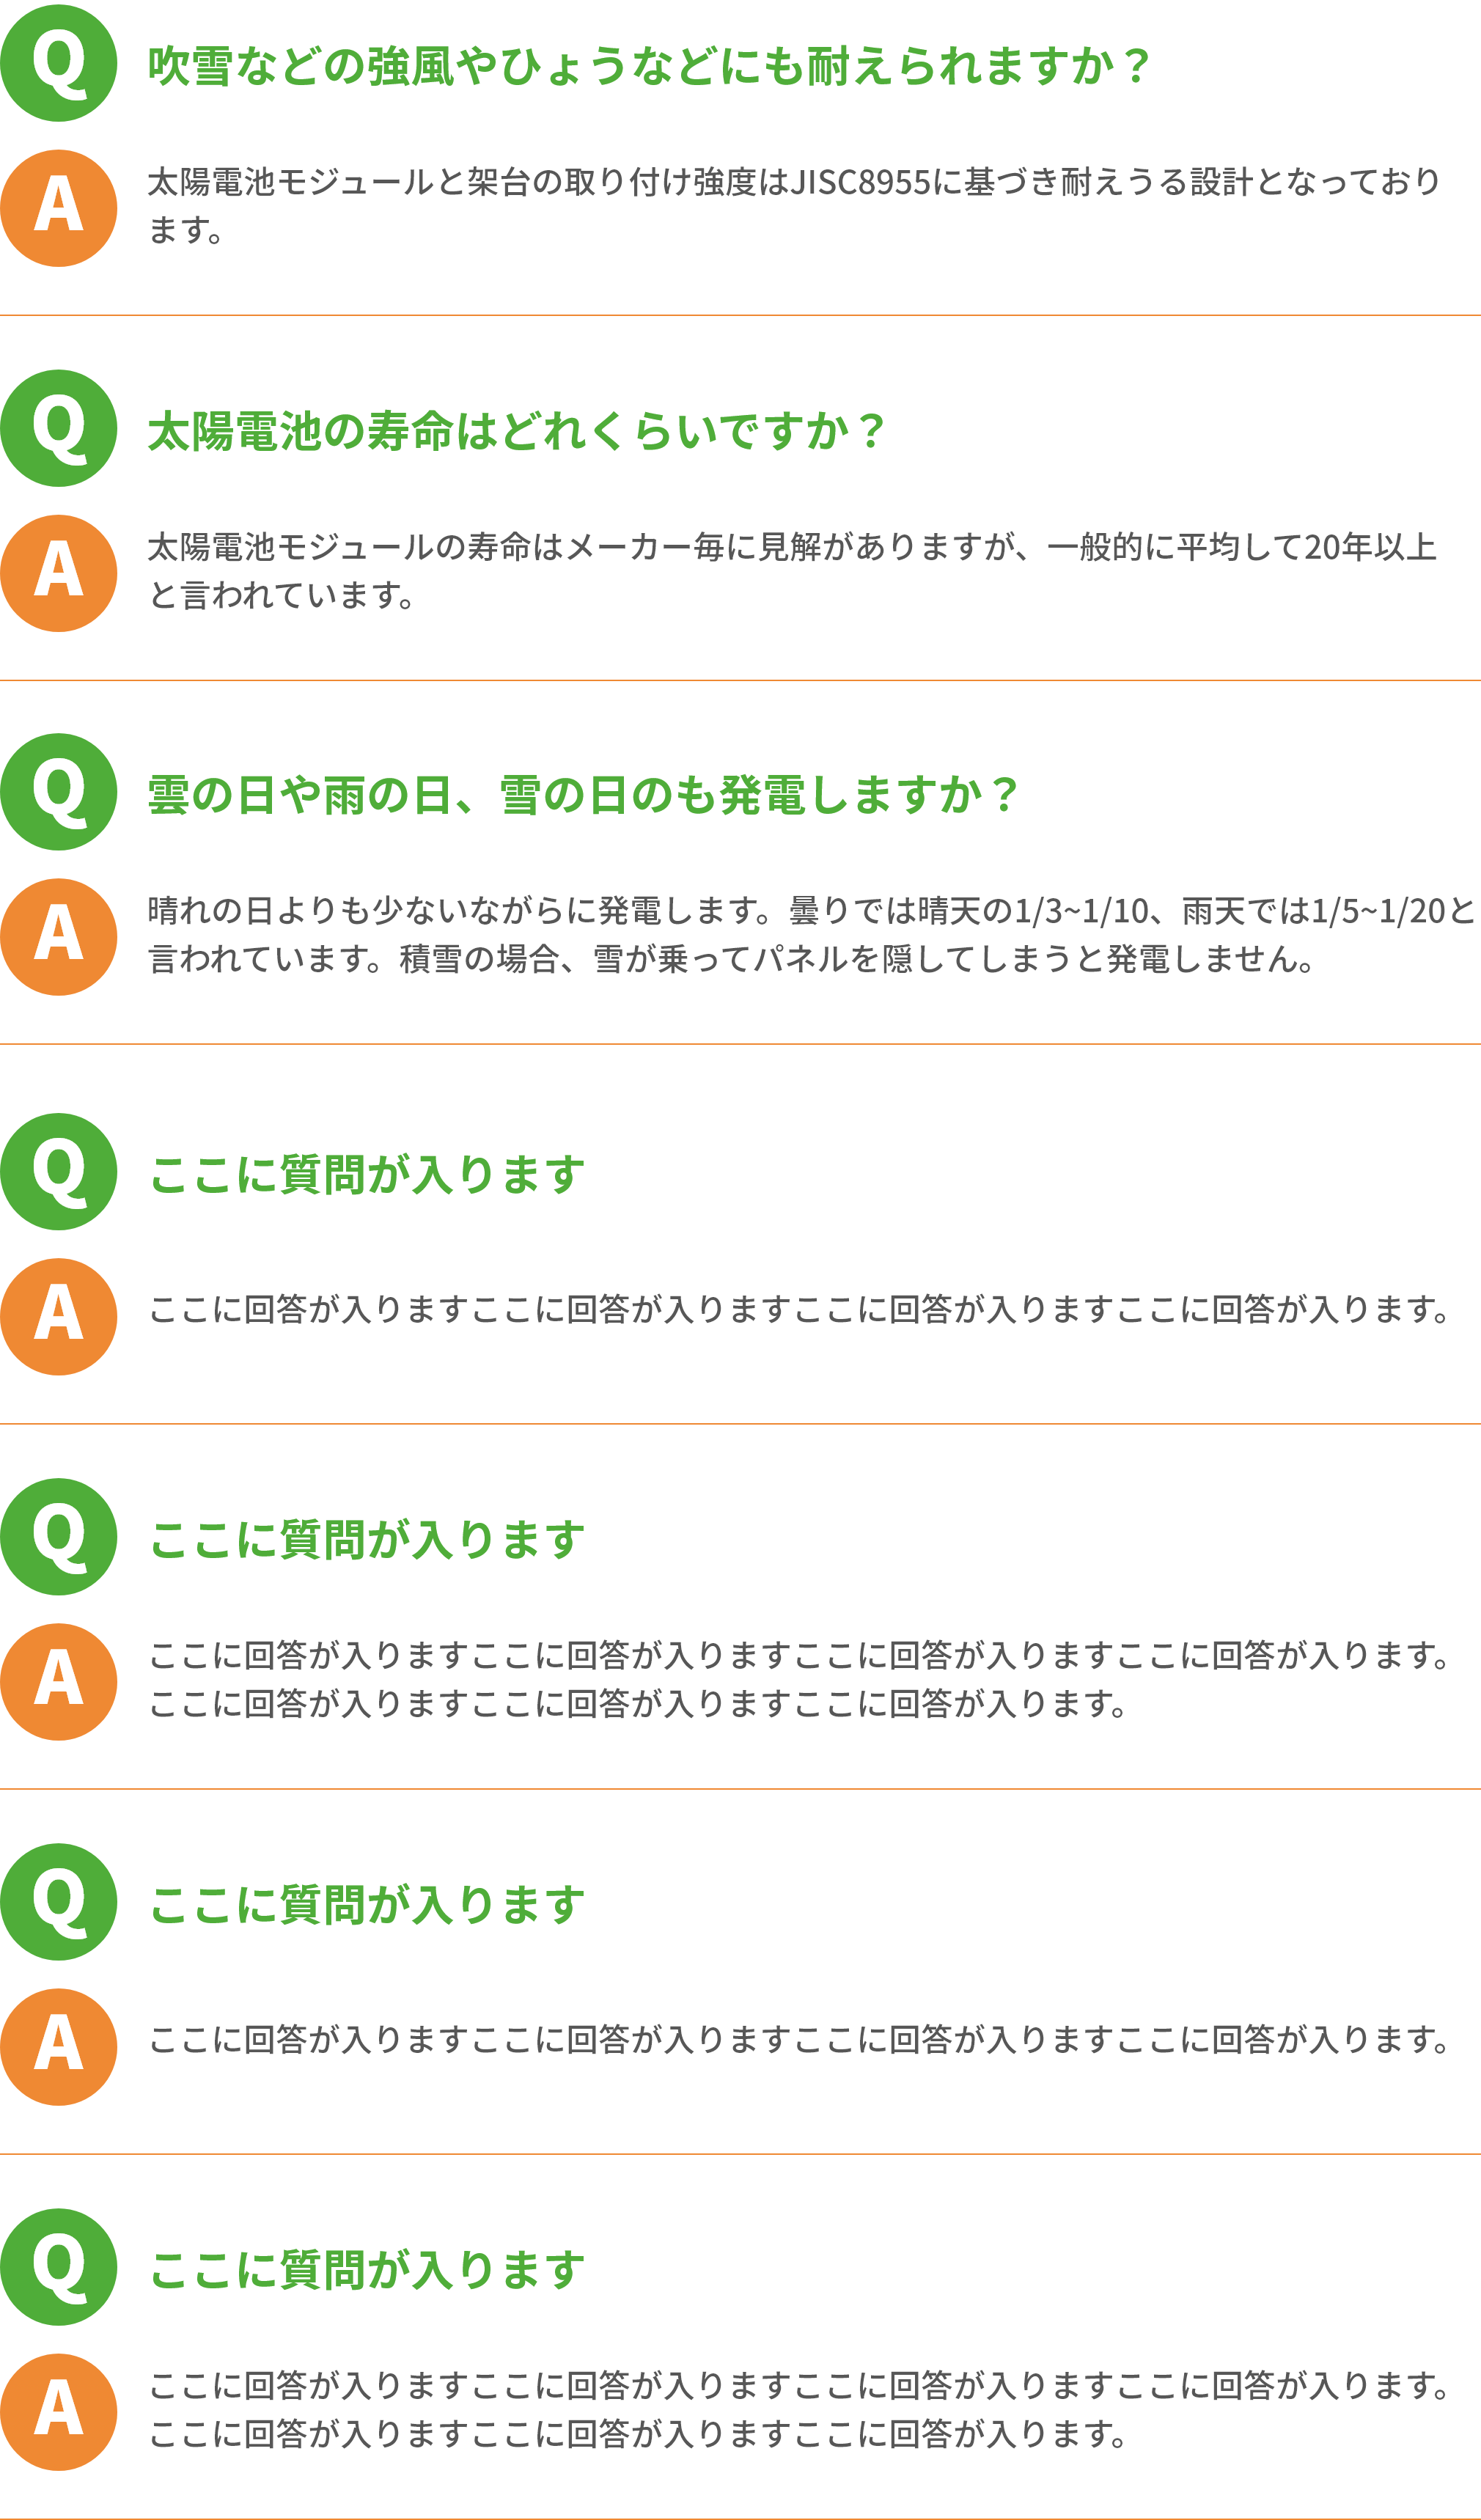 Q
吹雪などの強風やひょうなどにも耐えられますか？
A
太陽電池モジュールと架台の取り付け強度はJISC8955に基づき耐えうる設計となっており
ます。
Q
太陽電池の寿命はどれくらいですか？
A
太陽電池モジュールの寿命はメーカー毎に見解がありますが、一般的に平均して20年以上
と言われています。
Q
雲の日や雨の日、雪の日のも発電しますか？
A
晴れの日よりも少ないながらに発電します。曇りでは晴天の1/3~1/10、雨天では1/5~1/20と
言われています。積雪の場合、雪が乗ってパネルを隠してしまうと発電しません。
Q
ここに質問が入ります
A
ここに回答が入りますここに回答が入りますここに回答が入りますここに回答が入ります。
Q
ここに質問が入ります
A
ここに回答が入りますここに回答が入りますここに回答が入りますここに回答が入ります。
ここに回答が入りますここに回答が入りますここに回答が入ります。
Q
ここに質問が入ります
A
ここに回答が入りますここに回答が入りますここに回答が入りますここに回答が入ります。
Q
ここに質問が入ります
A
ここに回答が入りますここに回答が入りますここに回答が入りますここに回答が入ります。
ここに回答が入りますここに回答が入りますここに回答が入ります。